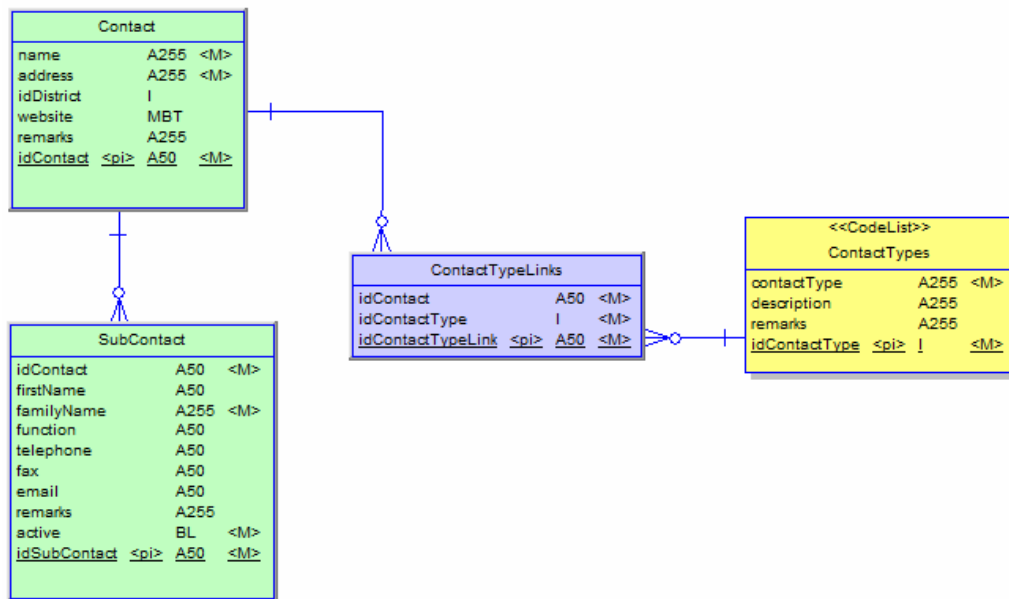 Contact
name A255 <M>
address A255 <M>
idDistrict I
website MBT
remarks A255
idContact <pi> A50 <M>
ContactTypeLinks
idContact A50 <M>
idContactType I <M>
idContactTypeLink <pi> A50 <M>
<<CodeList>>
ContactTypes
contactType A255 <M>
description A255
remarks A255
idContactType <pi> I <M>
SubContact
idContact A50 <M>
firstName A50
familyName A255 <M>
function A50
telephone A50
fax A50
email A50
remarks A255
active BL <M>
idSubContact <pi> A50 <M>